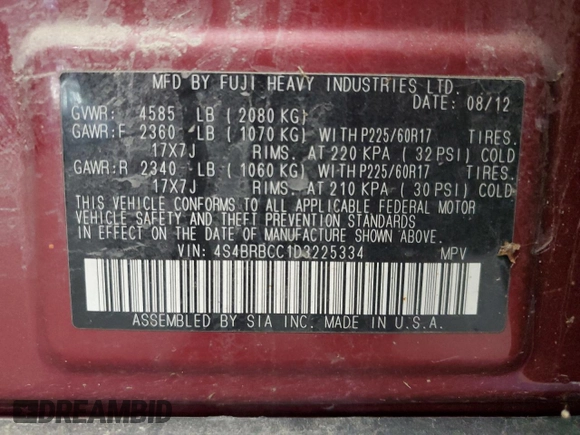 MFD BY FUJI HEAVY INDUSTRIES LTD.
DATE: 08/12
GVWR: 4585 LB (2080 KG)
GAWR:F 2360 LB (1070 KG) WITH P225/60R17 TIRES.
17X7J RIMS. AT 220 KPA (32 PSI) COLD
GAWR:R 2340 LB (1060 KG) WITH P225/60R17 TIRES.
17X7J RIMS. AT 210 KPA (30 PSI) COLD
THIS VEHICLE CONFORMS TO ALL APPLICABLE FEDERAL MOTOR
VEHICLE SAFETY AND THEFT PREVENTION STANDARDS
IN EFFECT ON THE DATE OF MANUFACTURE SHOWN ABOVE.
VIN: 4S4BRBCC1D3225334 MPV
ASSEMBLED BY SIA INC. MADE IN U.S.A.
DREAMBID